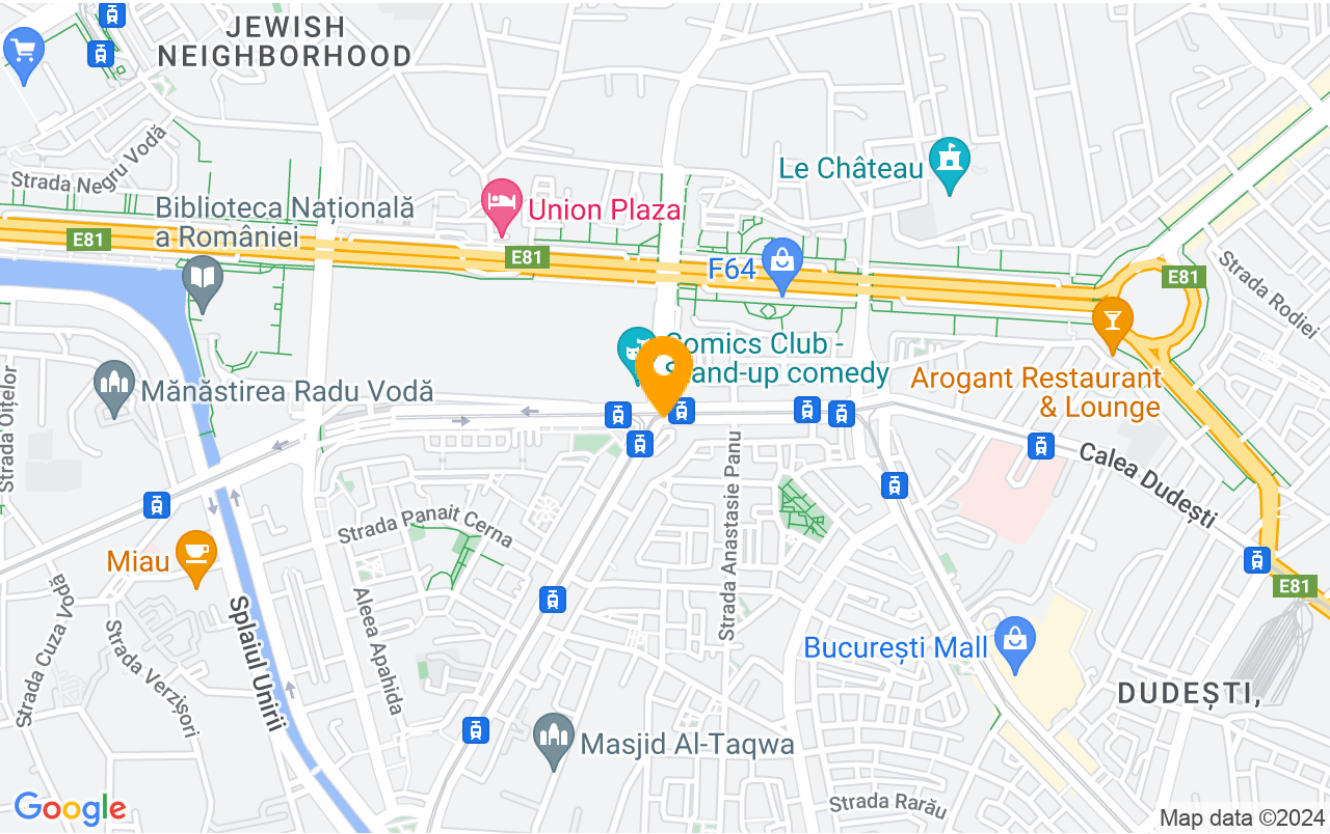 JEWISH
NEIGHBORHOOD
Strada Negru Vodă
Le Château
Biblioteca Națională
a României
Union Plaza
E81
E81
F64
E81
Strada Rodiei
Comics Club -
Stand-up comedy
Mănăstirea Radu Vodă
Arogant Restaurant
& Lounge
Strada Oițelor
Strada Anastasie Panu
Calea Dudești
Strada Panait Cerna
Miau
E81
Strada Cuza Vodă
Strada Verzișori
Splaiul Unirii
Aleea Apahida
București Mall
DUDEȘTI,
Masjid Al-Taqwa
Strada Rarău
Google
Map data ©2024